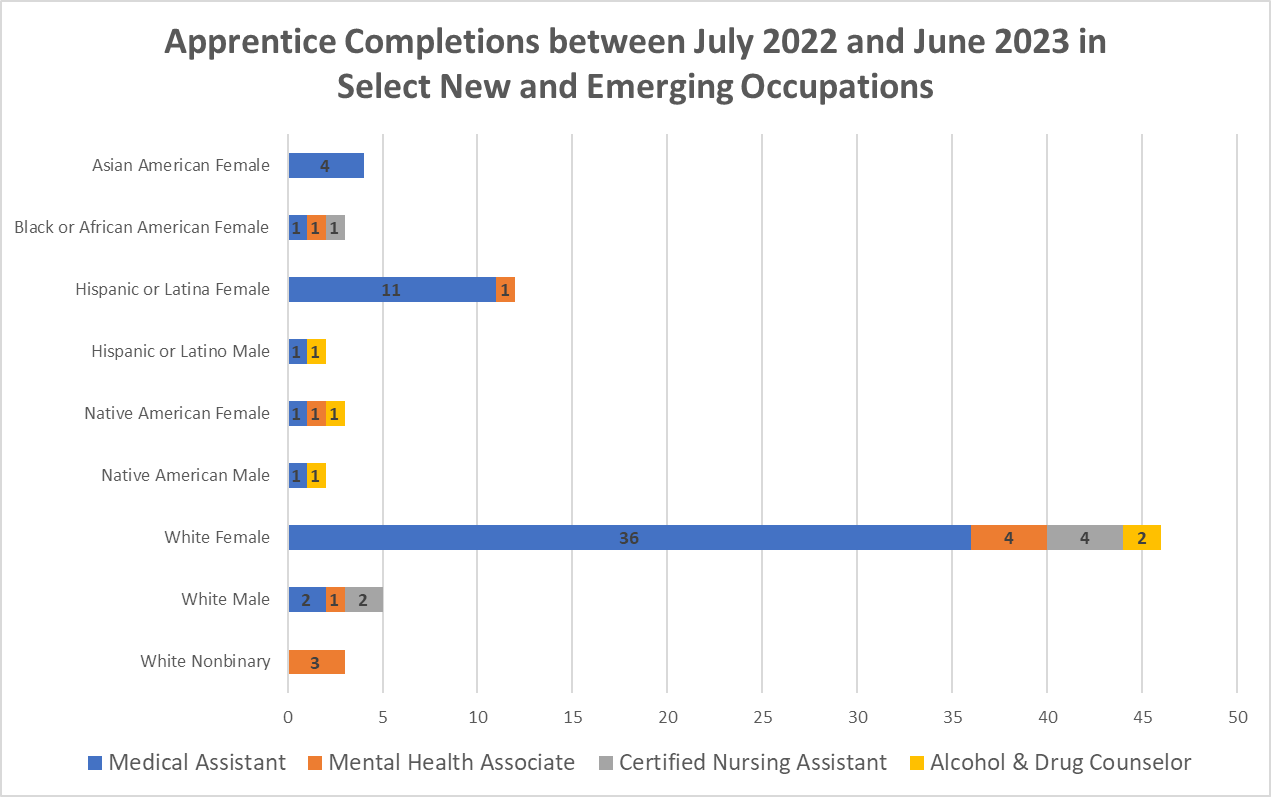 Apprentice Completions between July 2022 and June 2023 in
Select New and Emerging Occupations
Asian American Female 4
Black or African American Female 1 1 1
Hispanic or Latina Female 11 1
Hispanic or Latino Male 1 1
Native American Female 1 1 1
Native American Male 1 1
White Female 36 4 4 2
White Male 2 1 2
White Nonbinary 3
0 5 10 15 20 25 30 35 40 45 50
Medical Assistant Mental Health Associate Certified Nursing Assistant Alcohol & Drug Counselor